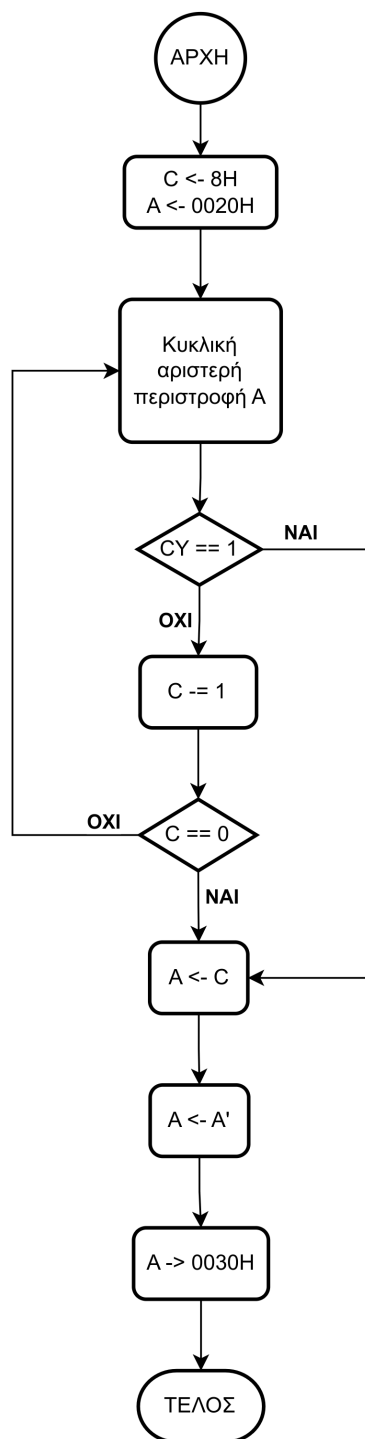 ΑΡΧΗ
C <- 8H
A <- 0020H
Κυκλική
αριστερή
περιστροφή A
CY == 1
ΝΑΙ
ΟΧΙ
C -= 1
C == 0
ΟΧΙ
ΝΑΙ
A <- C
A <- A'
A -> 0030H
ΤΕΛΟΣ